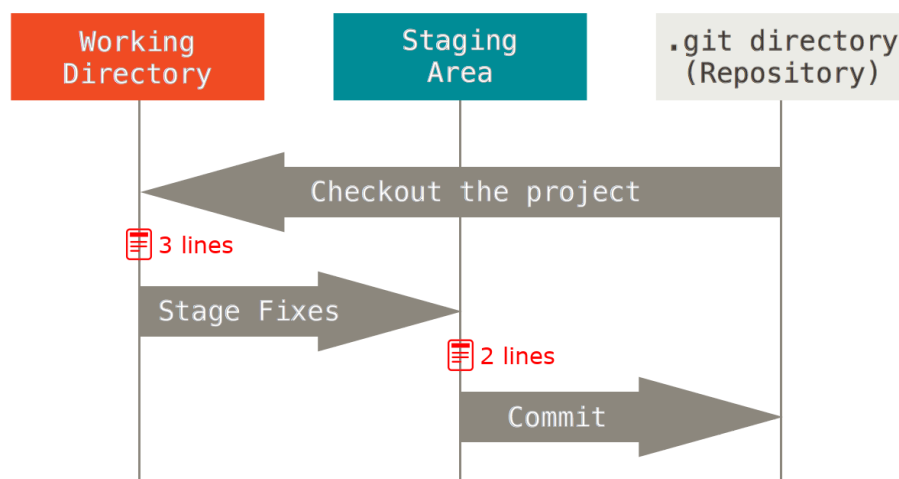 Working
Directory
Staging
Area
.git directory
(Repository)
Checkout the project
3 lines
Stage Fixes
2 lines
Commit